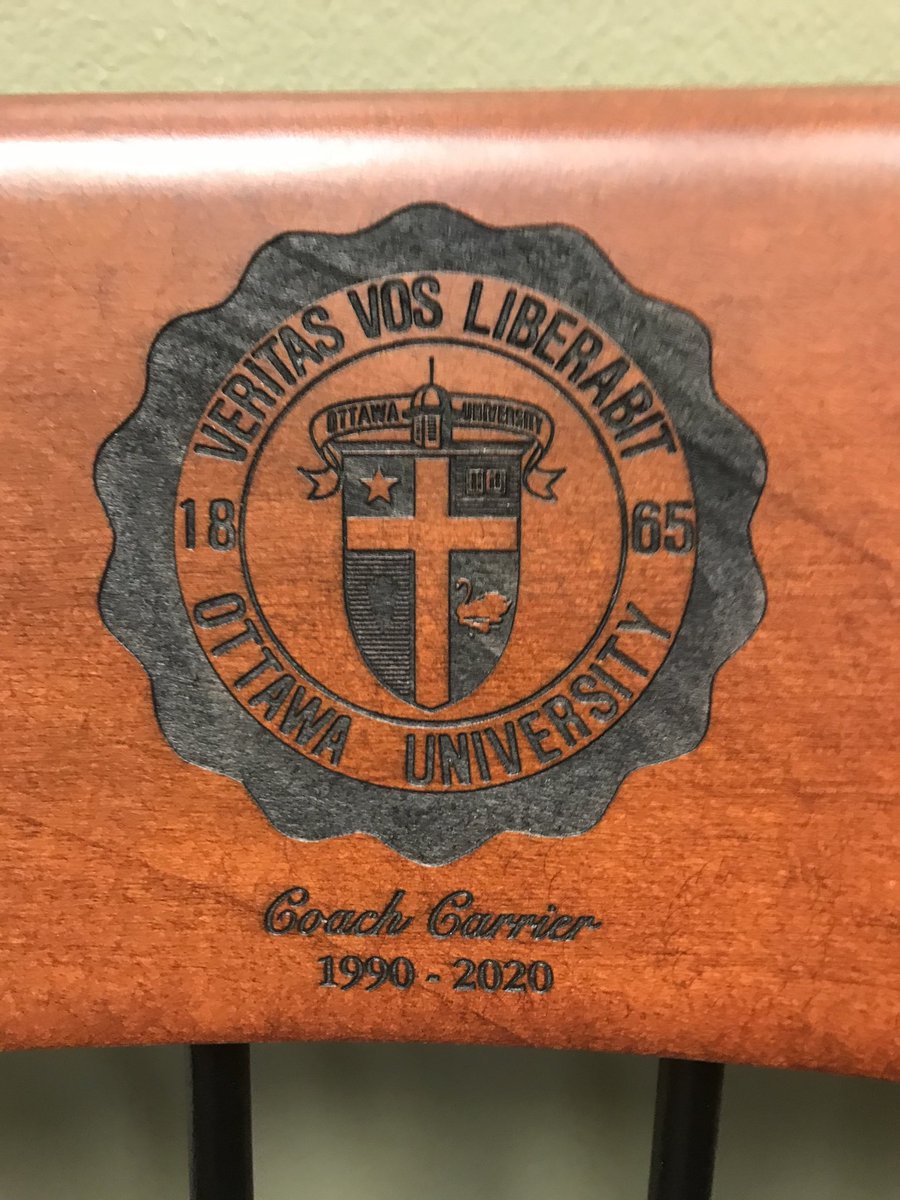 VERITAS VOS LIBERABIT
OTTAWA UNIVERSITY
18 65
OTTAWA UNIVERSITY
Coach Carrier
1990 - 2020